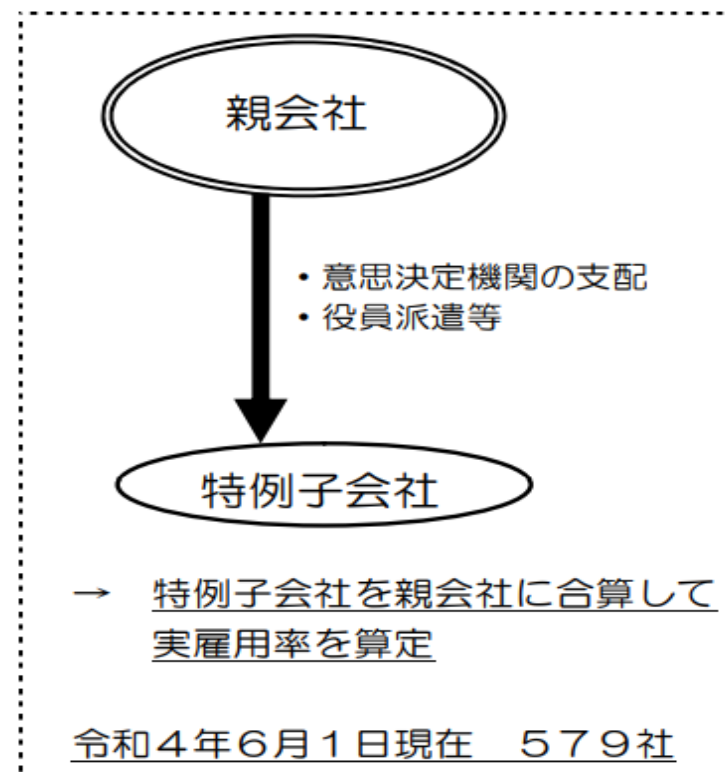 親会社
・意思決定機関の支配
・役員派遣等
特例子会社
→　特例子会社を親会社に合算して
実雇用率を算定
令和４年６月１日現在　５７９社